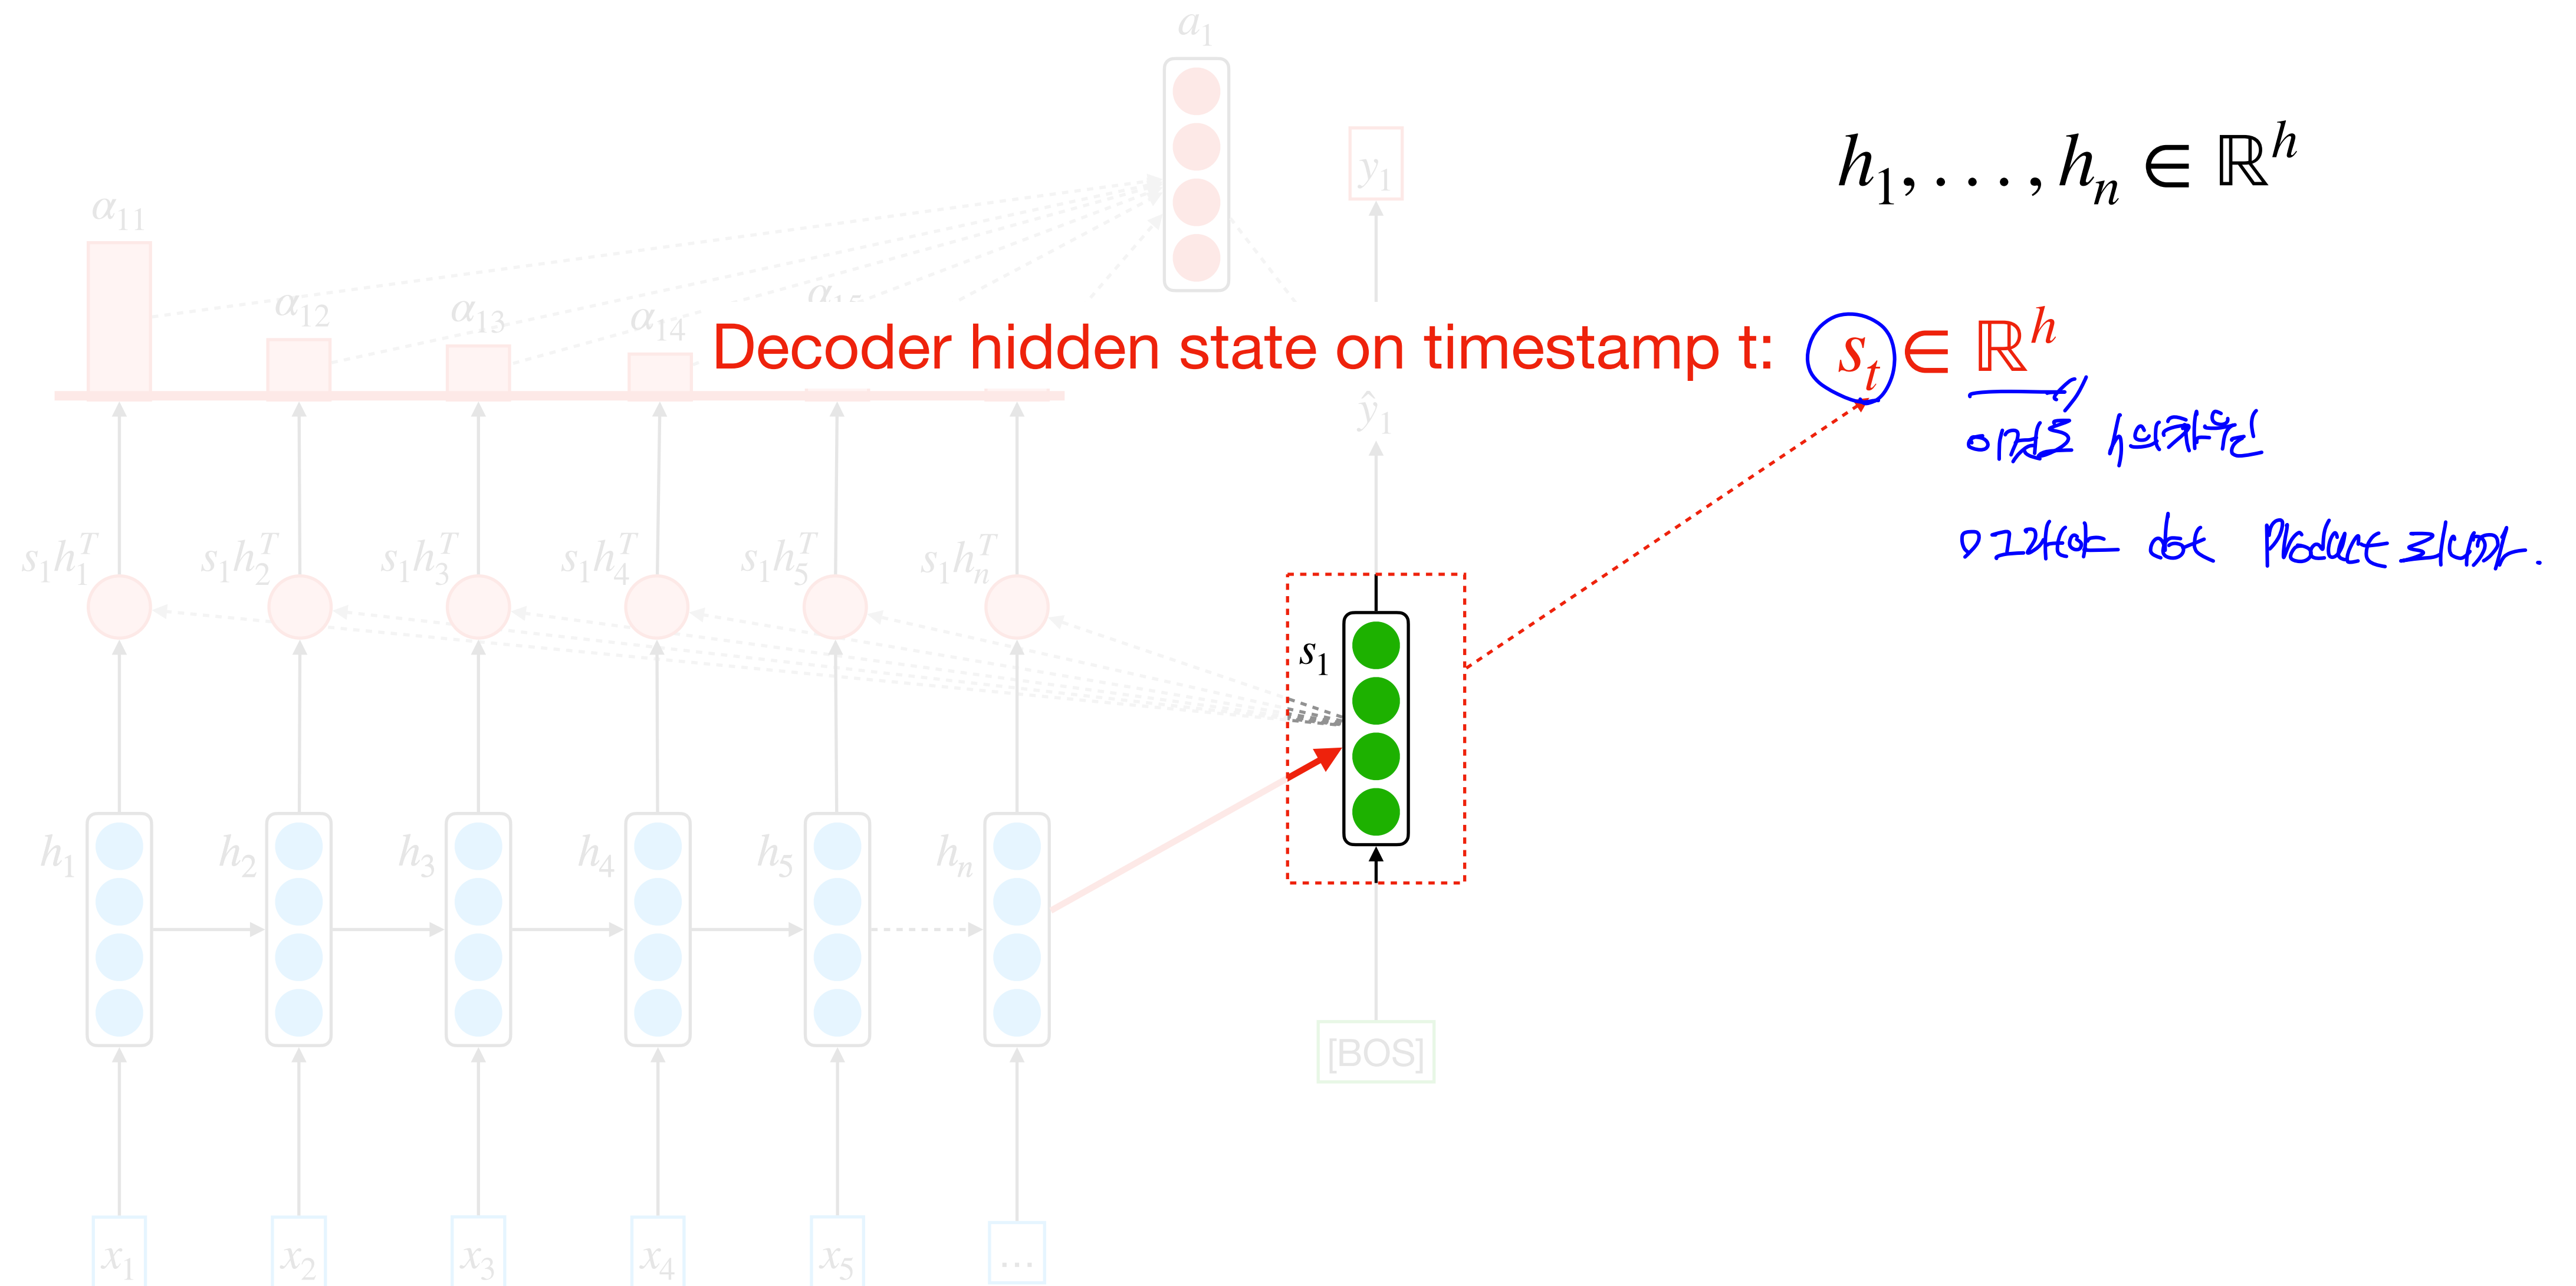 a₁
h₁, . . . , hₙ ∈ ℝʰ
y₁
α₁₁
α₁₂
α₁₃
α₁₄
α₁₅
Decoder hidden state on timestamp t: sₜ ∈ ℝʰ
ŷ₁
이것도 h의 차원
그래야 dot product 되니까.
s₁h₁ᵀ s₁h₂ᵀ s₁h₃ᵀ s₁h₄ᵀ s₁h₅ᵀ s₁hₙᵀ
s₁
h₁ h₂ h₃ h₄ h₅ hₙ
[BOS]
x₁ x₂ x₃ x₄ x₅ ...